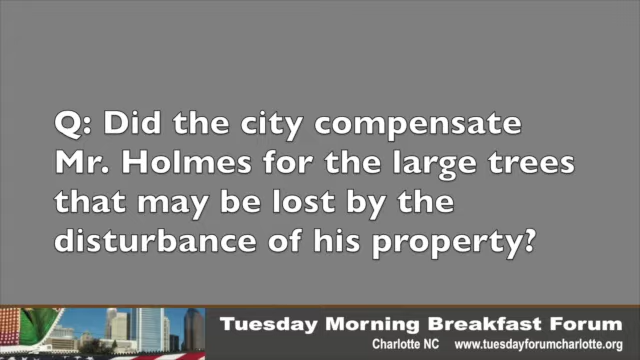 Q: Did the city compensate
Mr. Holmes for the large trees
that may be lost by the
disturbance of his property?
Tuesday Morning Breakfast Forum
Charlotte NC www.tuesdayforumcharlotte.org